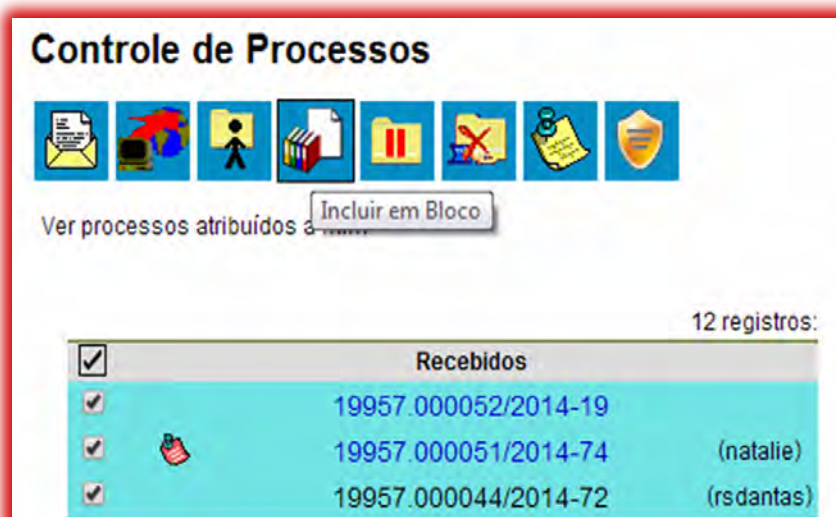 Controle de Processos
Incluir em Bloco
Ver processos atribuídos a
12 registros:
Recebidos
19957.000052/2014-19
19957.000051/2014-74 (natalie)
19957.000044/2014-72 (rsdantas)